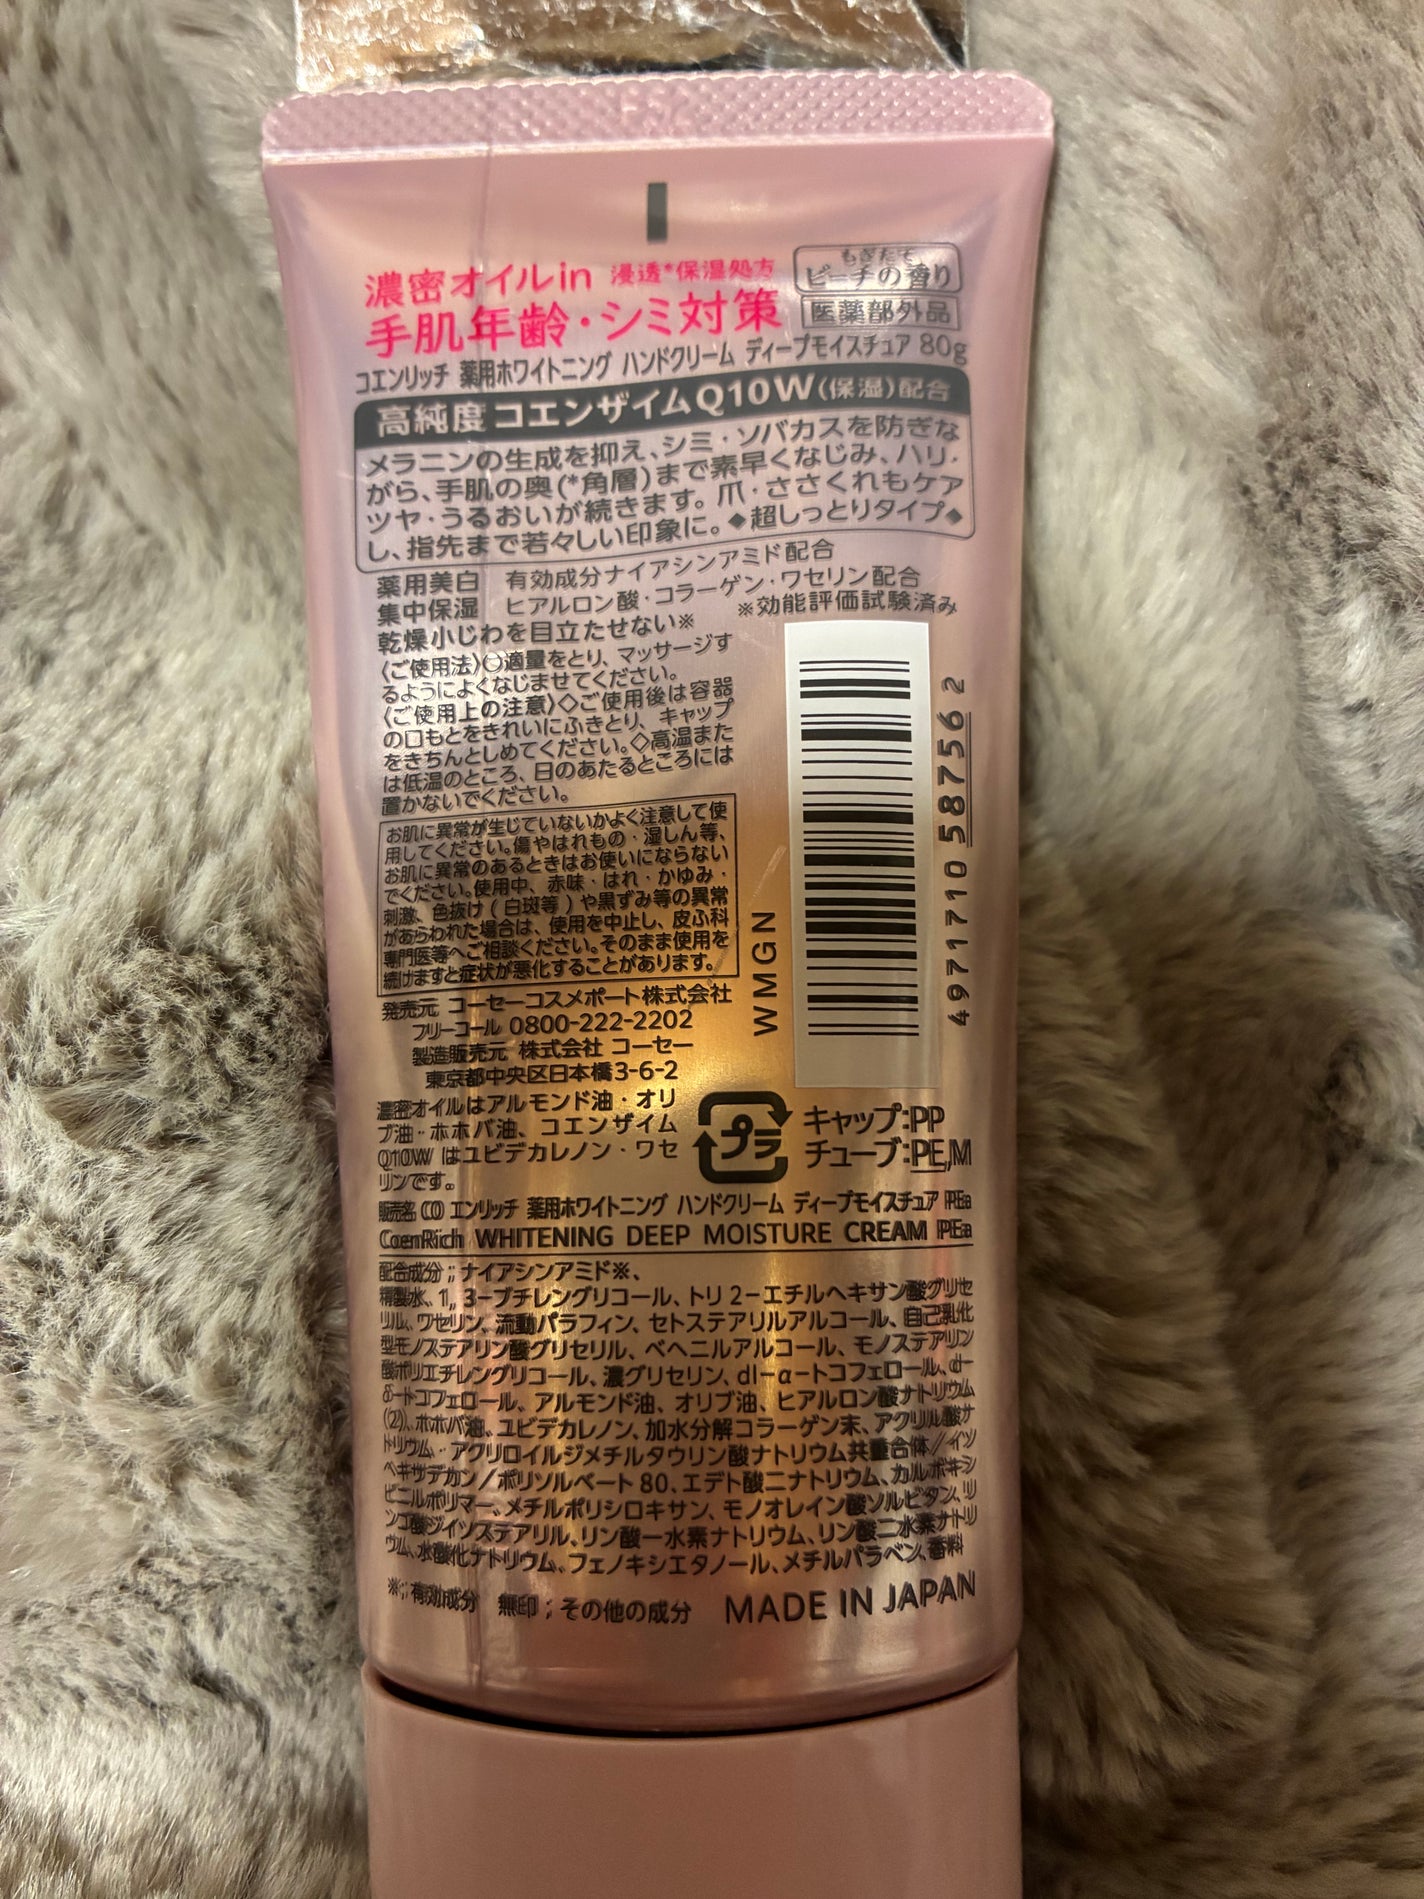 濃密オイルin 浸透*保湿処方
もぎたて
ピーチの香り
手肌年齢・シミ対策 医薬部外品
コエンリッチ 薬用ホワイトニング ハンドクリーム ディープモイスチュア 80g
高純度コエンザイムQ10W(保湿)配合
メラニンの生成を抑え、シミ・ソバカスを防ぎな
がら、手肌の奥(*角層)まで素早くなじみ、ハリ・
ツヤ・うるおいが続きます。爪・ささくれもケア
し、指先まで若々しい印象に。◆超しっとりタイプ◆
薬用美白 有効成分ナイアシンアミド配合
集中保湿 ヒアルロン酸・コラーゲン・ワセリン配合
乾燥小じわを目立たせない※ ※効能評価試験済み
〈ご使用法〉○適量をとり、マッサージす
るようによくなじませてください。
〈ご使用上の注意〉◇ご使用後は容器
の口もとをきれいにふきとり、キャップ
をきちんとしめてください。◇高温また
は低温のところ、日のあたるところには
置かないでください。
お肌に異常が生じていないかよく注意して使
用してください。傷やはれもの・湿しん等、
お肌に異常のあるときはお使いにならない
でください。使用中、赤味・はれ・かゆみ・
刺激、色抜け(白斑等)や黒ずみ等の異常
があらわれた場合は、使用を中止し、皮ふ科
専門医等へご相談ください。そのまま使用を
続けますと症状が悪化することがあります。
WMGN
4971710 587562
発売元 コーセーコスメポート株式会社
フリーコール 0800-222-2202
製造販売元 株式会社 コーセー
東京都中央区日本橋3-6-2
濃密オイルはアルモンド油・オリ
ブ油・ホホバ油、コエンザイム
Q10Wはユビデカレノン・ワセ
リンです。
プラ
キャップ:PP
チューブ:PE,M
販売名 CO エンリッチ 薬用ホワイトニング ハンドクリーム ディープモイスチュア PEa
CoenRich WHITENING DEEP MOISTURE CREAM PEa
配合成分;ナイアシンアミド※、
精製水、1,3-ブチレングリコール、トリ2-エチルヘキサン酸グリセ
リル、ワセリン、流動パラフィン、セトステアリルアルコール、自己乳化
型モノステアリン酸グリセリル、ベヘニルアルコール、モノステアリン
酸ポリエチレングリコール、濃グリセリン、dl-α-トコフェロール、d-
δ-トコフェロール、アルモンド油、オリブ油、ヒアルロン酸ナトリウム
(2)、ホホバ油、ユビデカレノン、加水分解コラーゲン末、アクリル酸ナ
トリウム・アクリロイルジメチルタウリン酸ナトリウム共重合体/イソ
ヘキサデカン/ポリソルベート80、エデト酸二ナトリウム、カルボキシ
ビニルポリマー、メチルポリシロキサン、モノオレイン酸ソルビタン、リ
ンゴ酸ジイソステアリル、リン酸一水素ナトリウム、リン酸二水素ナトリ
ウム、水酸化ナトリウム、フェノキシエタノール、メチルパラベン、香料
※;有効成分 無印;その他の成分 MADE IN JAPAN